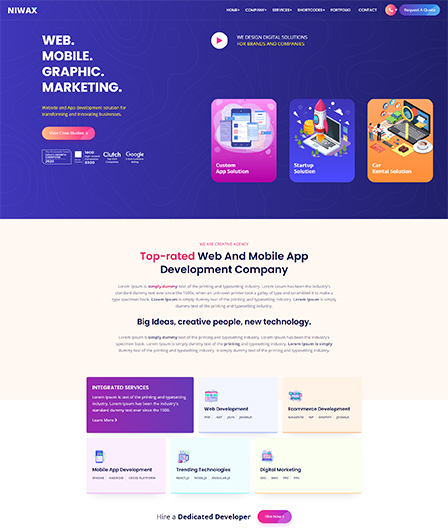 NIWAX
HOME COMPANY SERVICES SHORTCODES PORTFOLIO CONTACT
Request A Quote
WEB.
MOBILE.
GRAPHIC.
MARKETING.
Website and App development solution for
transforming and innovating businesses.
View Case Studies
WE DESIGN DIGITAL SOLUTIONS
FOR BRANDS AND COMPANIES
Clutch
Google
Custom
App Solution
Startup
Solution
Car
Rental Solution
WE ARE CREATIVE AGENCY
Top-rated Web And Mobile App
Development Company
Lorem Ipsum is simply dummy text of the printing and typesetting industry. Lorem Ipsum has been the industry's
standard dummy text ever since the 1500s, when an unknown printer took a galley of type and scrambled it to make a
type specimen book. Lorem Ipsum is simply dummy text of the printing and typesetting industry. Lorem Ipsum is simply
dummy text of the printing and typesetting industry.
Big Ideas, creative people, new technology.
Lorem Ipsum is simply dummy text of the printing and typesetting industry. Lorem Ipsum has been the industry's
specimen book. Lorem Ipsum is simply dummy text of the printing and typesetting industry. Lorem Ipsum is simply
dummy text of the printing and typesetting industry. Is simply dummy text of the printing and typesetting industry.
INTEGRATED SERVICES
Lorem Ipsum is text of the printing and typesetting
industry. Lorem Ipsum has been the industry's
standard dummy text ever since the 1500.
Learn More
Web Development
PHP .NET JAVA JOOMLA
Ecommerce Development
MAGENTO WP SHOPIFY JOOMLA
Mobile App Development
IPHONE ANDROID CROSS PLATFORM
Trending Technologies
REACT.JS NODE.JS ANGULAR.JS
Digital Marketing
SEO SMO PPC PPC
Hire a Dedicated Developer
Hire Now